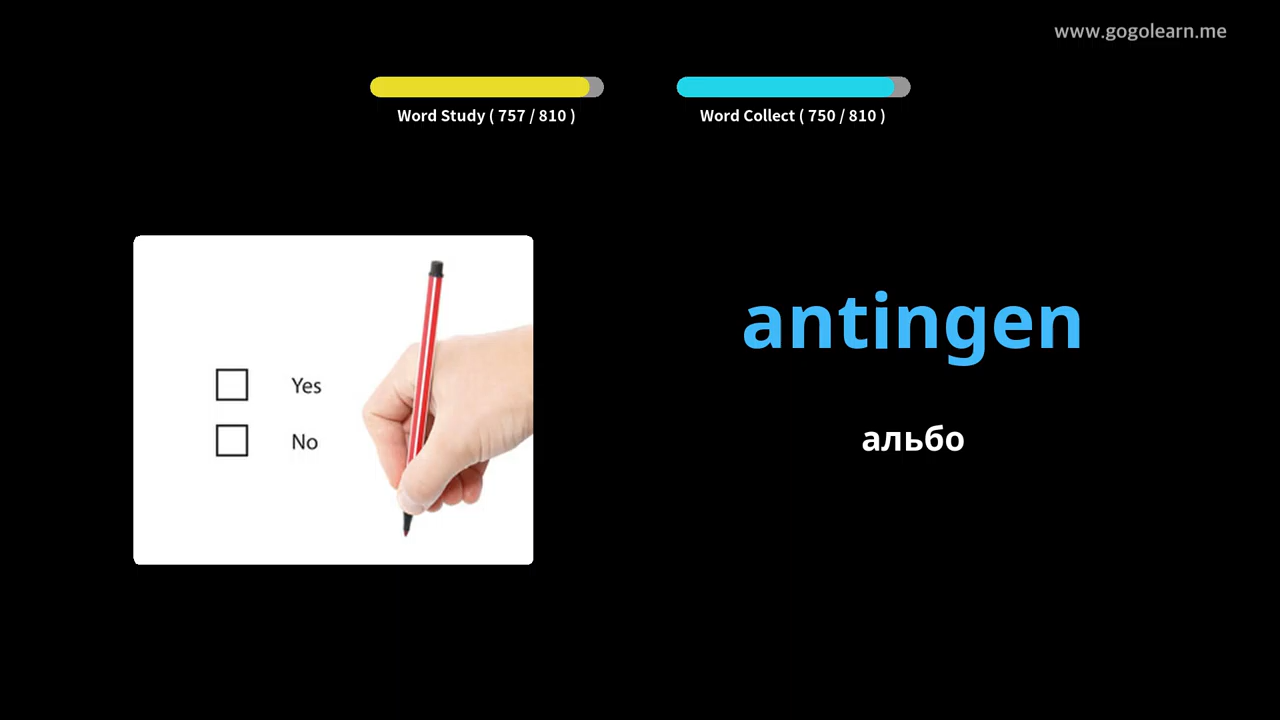 www.gogolearn.me
Word Study ( 757 / 810 )
Word Collect ( 750 / 810 )
Yes
No
antingen
альбо